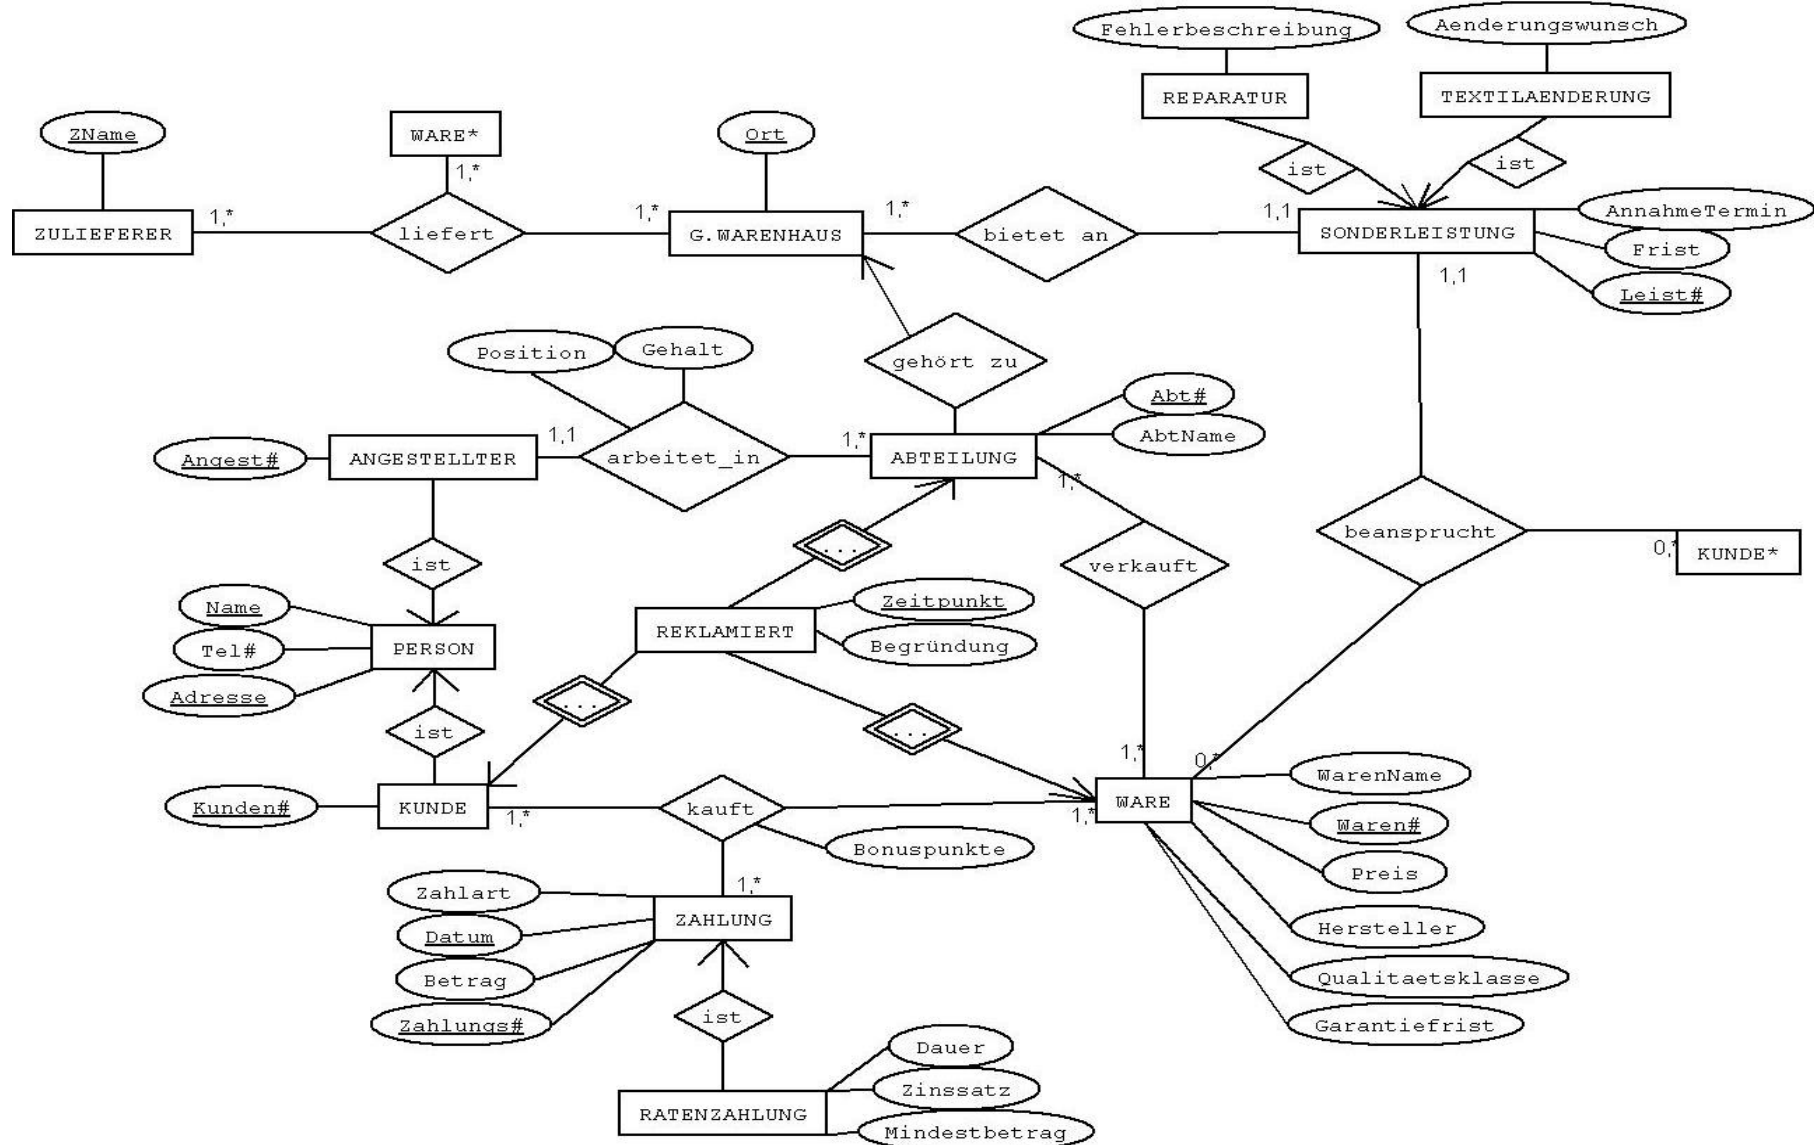 Fehlerbeschreibung
Aenderungswunsch
REPARATUR
TEXTILAENDERUNG
ZName
WARE*
Ort
1,*
ist
ist
ZULIEFERER
1,*
liefert
1,*
G.WARENHAUS
1,*
bietet an
1,1
SONDERLEISTUNG
AnnahmeTermin
Frist
Leist#
1,1
Position
Gehalt
gehört zu
Abt#
AbtName
Angest#
ANGESTELLTER
1,1
arbeitet_in
1,*
ABTEILUNG
1,*
beansprucht
0,*
KUNDE*
...
ist
verkauft
Name
Tel#
Adresse
PERSON
REKLAMIERT
Zeitpunkt
Begründung
...
...
ist
1,*
0,*
WarenName
Kunden#
KUNDE
1,*
kauft
1,*
WARE
Waren#
Bonuspunkte
Preis
Zahlart
1,*
Datum
ZAHLUNG
Hersteller
Betrag
Qualitaetsklasse
Zahlungs#
ist
Garantiefrist
Dauer
Zinssatz
RATENZAHLUNG
Mindestbetrag